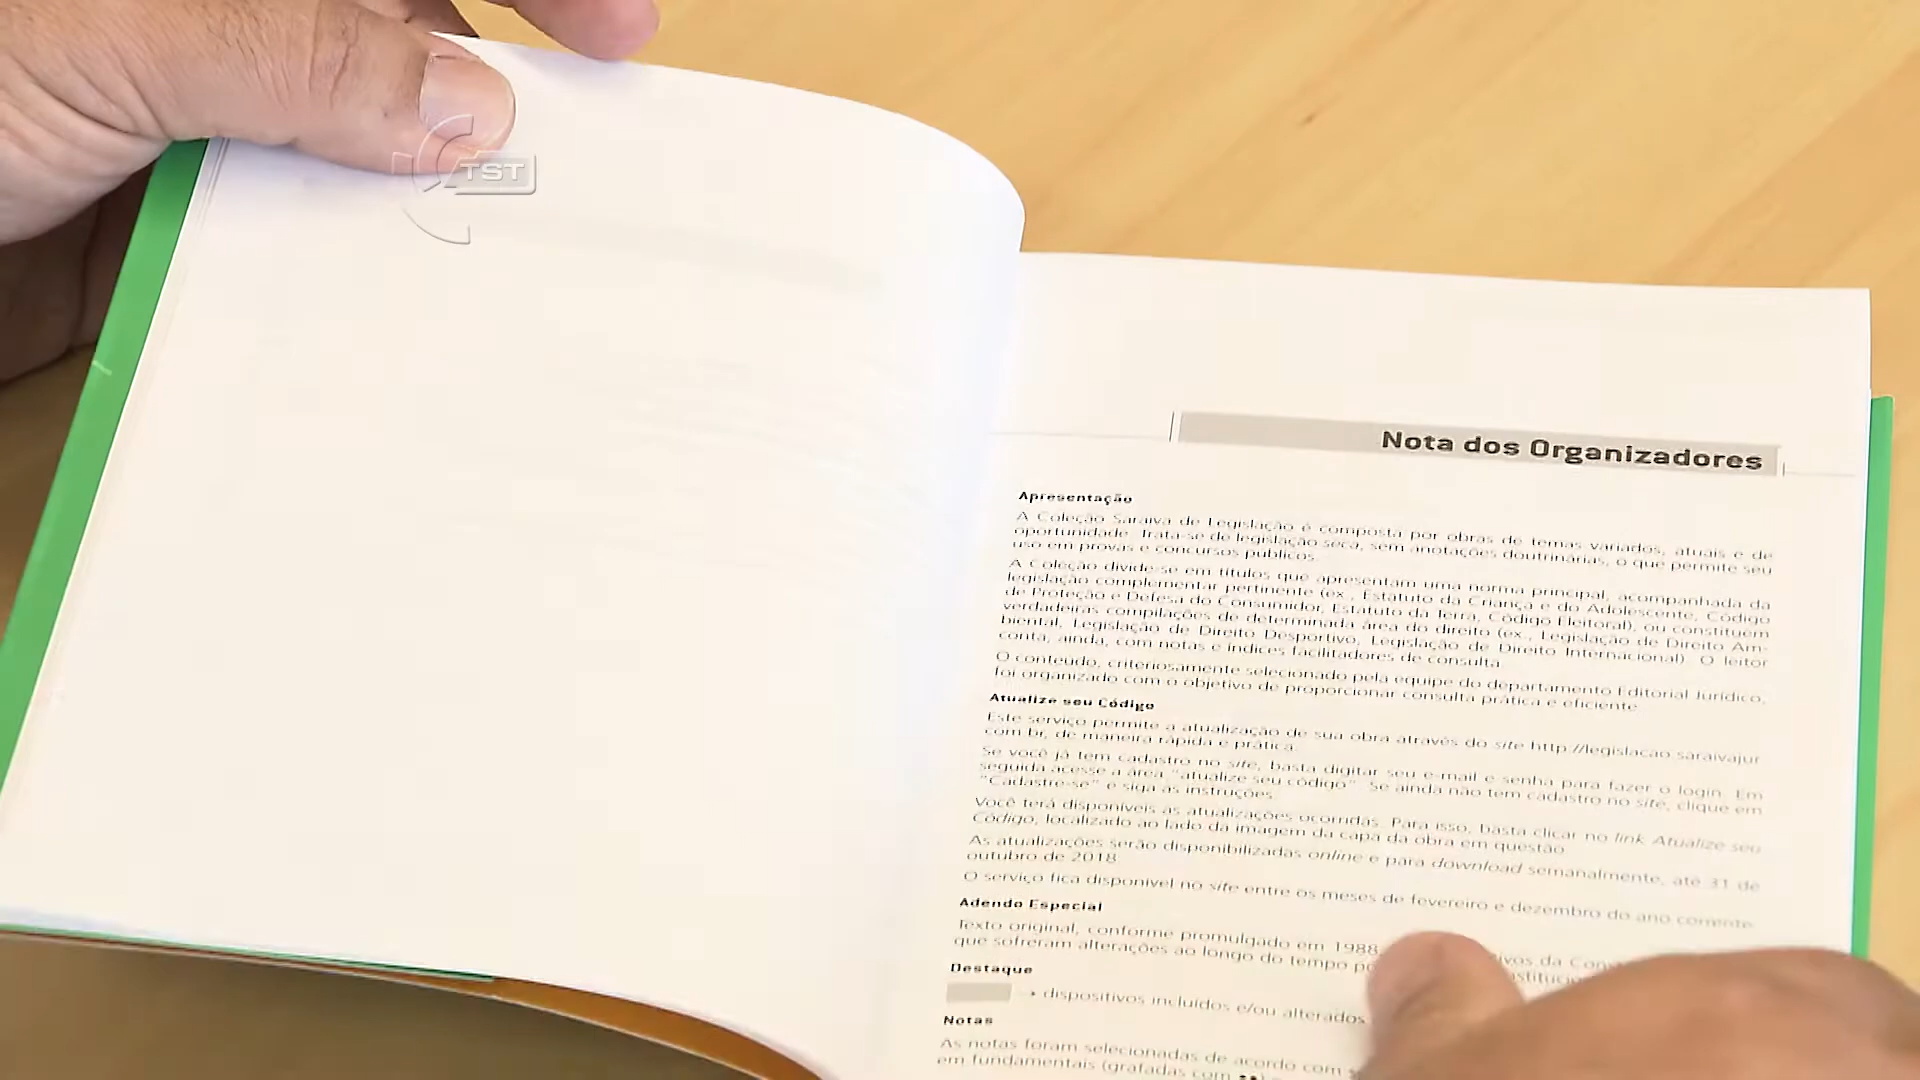 TST
Nota dos Organizadores
Apresentação
A Coleção Saraiva de Legislação é composta por obras de temas variados, atuais e de
oportunidade. Trata-se de legislação seca, sem anotações doutrinárias, o que permite seu
uso em provas e concursos públicos.
A Coleção divide-se em títulos que apresentam uma norma principal, acompanhada da
legislação complementar pertinente (ex., Estatuto da Criança e do Adolescente, Código
de Proteção e Defesa do Consumidor, Estatuto da Terra, Código Eleitoral), ou constituem
verdadeiras compilações de determinada área do direito (ex., Legislação de Direito Am-
biental, Legislação de Direito Desportivo, Legislação de Direito Internacional). O leitor
conta, ainda, com notas e índices facilitadores de consulta.
O conteúdo, criteriosamente selecionado pela equipe do departamento Editorial Jurídico,
foi organizado com o objetivo de proporcionar consulta prática e eficiente.
Atualize seu Código
Este serviço permite a atualização de sua obra através do site http://legislacao.saraivajur.
com.br, de maneira rápida e prática.
Se você já tem cadastro no site, basta digitar seu e-mail e senha para fazer o login. Em
seguida acesse a área "atualize seu código". Se ainda não tem cadastro no site, clique em
"Cadastre-se" e siga as instruções.
Você terá disponíveis as atualizações ocorridas. Para isso, basta clicar no link Atualize seu
Código, localizado ao lado da imagem da capa da obra em questão.
As atualizações serão disponibilizadas online e para download semanalmente, até 31 de
outubro de 2018.
O serviço fica disponível no site entre os meses de fevereiro e dezembro do ano corrente.
Adendo Especial
Texto original, conforme promulgado em 1988, da
que sofreram alterações ao longo do tempo
Destaque
→ dispositivos incluídos e/ou alterados
Notas
As notas foram selecionadas de acordo com
em fundamentais (grafadas com